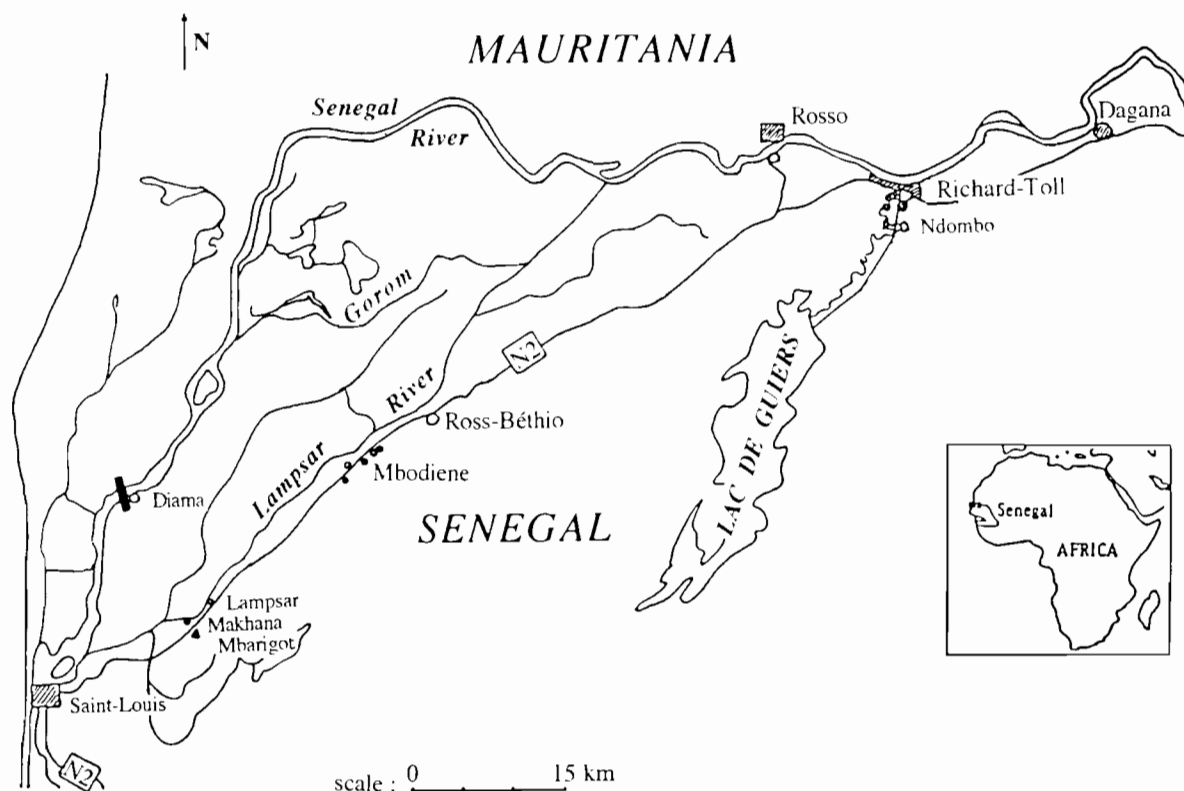 N
MAURITANIA
Senegal
River
Rosso
Dagana
Richard-Toll
Ndombo
Gorom
N2
LAC DE GUIERS
River
Ross-Béthio
Lampsar
Mbodiene
Diama
SENEGAL
Senegal
AFRICA
Lampsar
Makhana
Mbarigot
Saint-Louis
N2
scale : 0 15 km